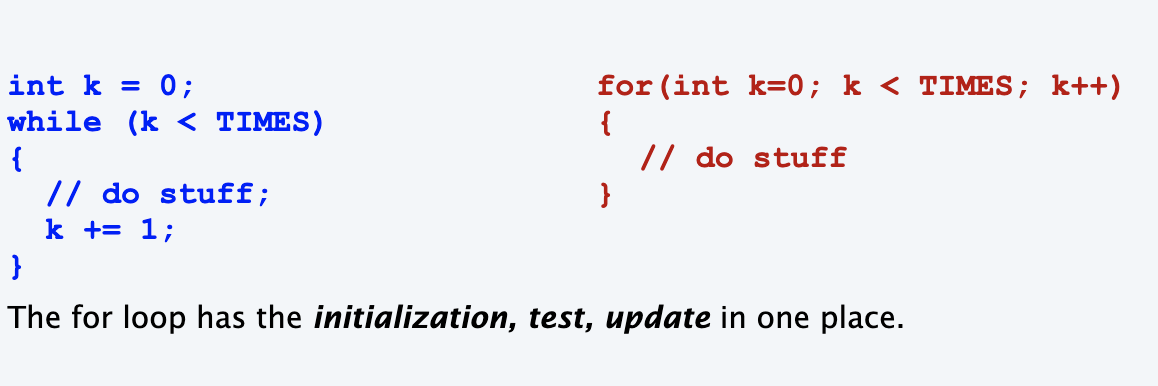 int k = 0;
while (k < TIMES)
{
// do stuff;
k += 1;
}
for(int k=0; k < TIMES; k++)
{
// do stuff
}
The for loop has the initialization, test, update in one place.